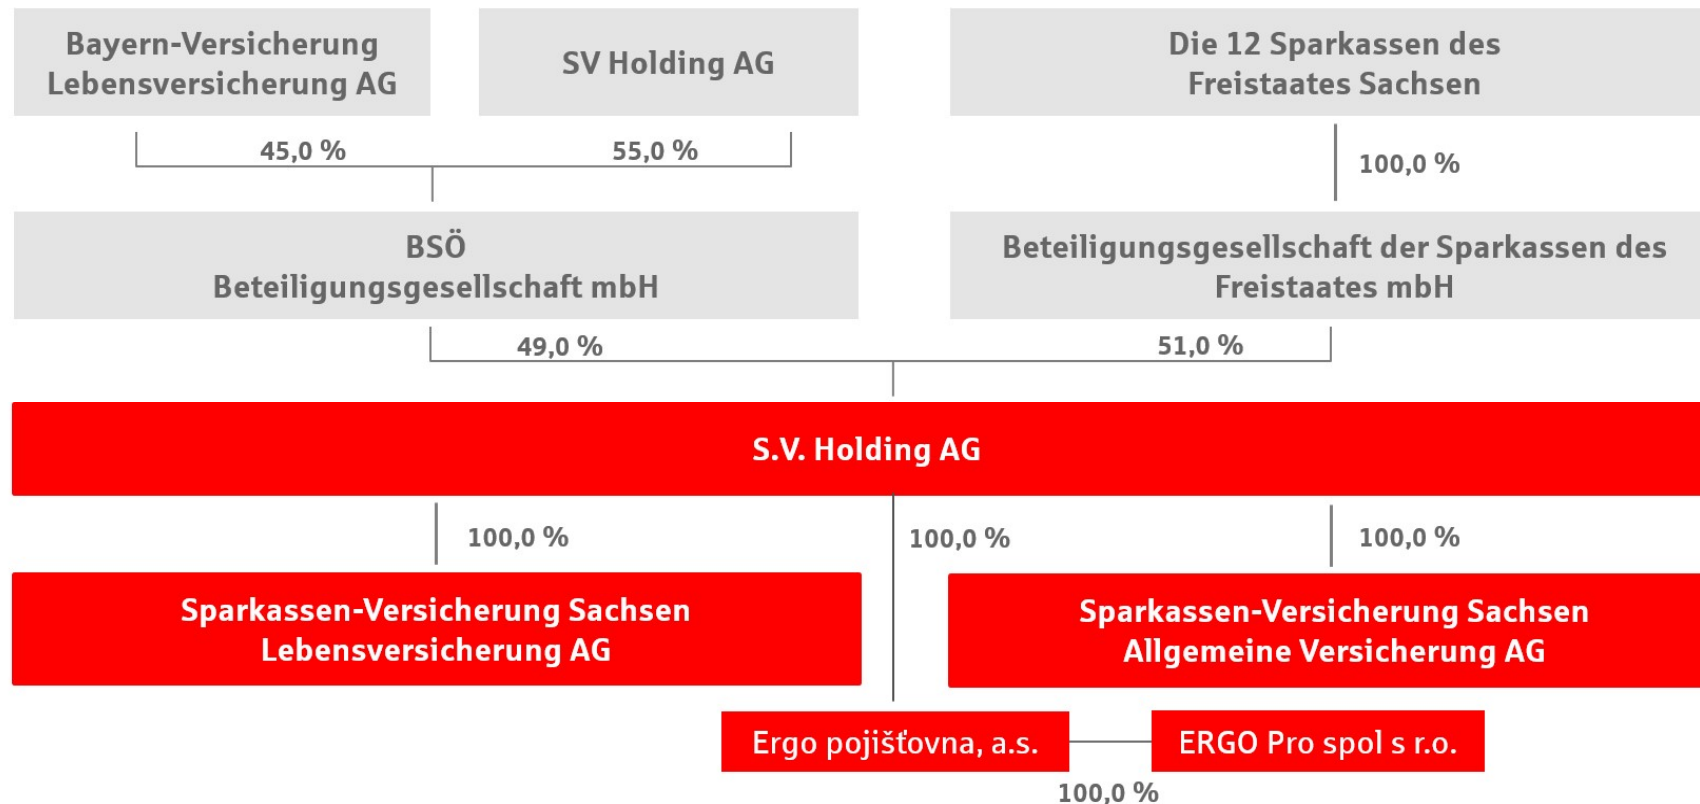 Bayern-Versicherung
Lebensversicherung AG
SV Holding AG
Die 12 Sparkassen des
Freistaates Sachsen
45,0 %
55,0 %
100,0 %
BSÖ
Beteiligungsgesellschaft mbH
Beteiligungsgesellschaft der Sparkassen des
Freistaates mbH
49,0 %
51,0 %
S.V. Holding AG
100,0 %
100,0 %
100,0 %
Sparkassen-Versicherung Sachsen
Lebensversicherung AG
Sparkassen-Versicherung Sachsen
Allgemeine Versicherung AG
Ergo pojišťovna, a.s.
ERGO Pro spol s r.o.
100,0 %